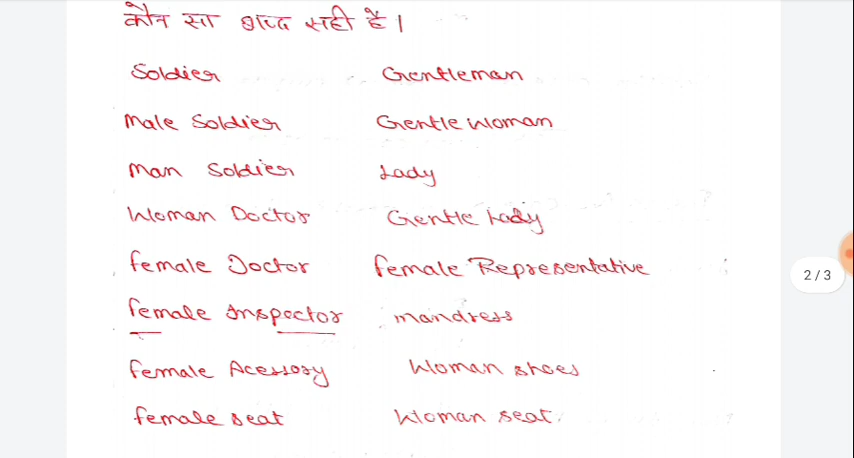 कौन सा शब्द सही है।
Soldier Gentleman
Male Soldier Gentle woman
Man Soldier Lady
Woman Doctor Gentle Lady
female Doctor female Representative
female Inspector mandress
female Acessory Woman shoes
female seat Woman seat.
2 / 3